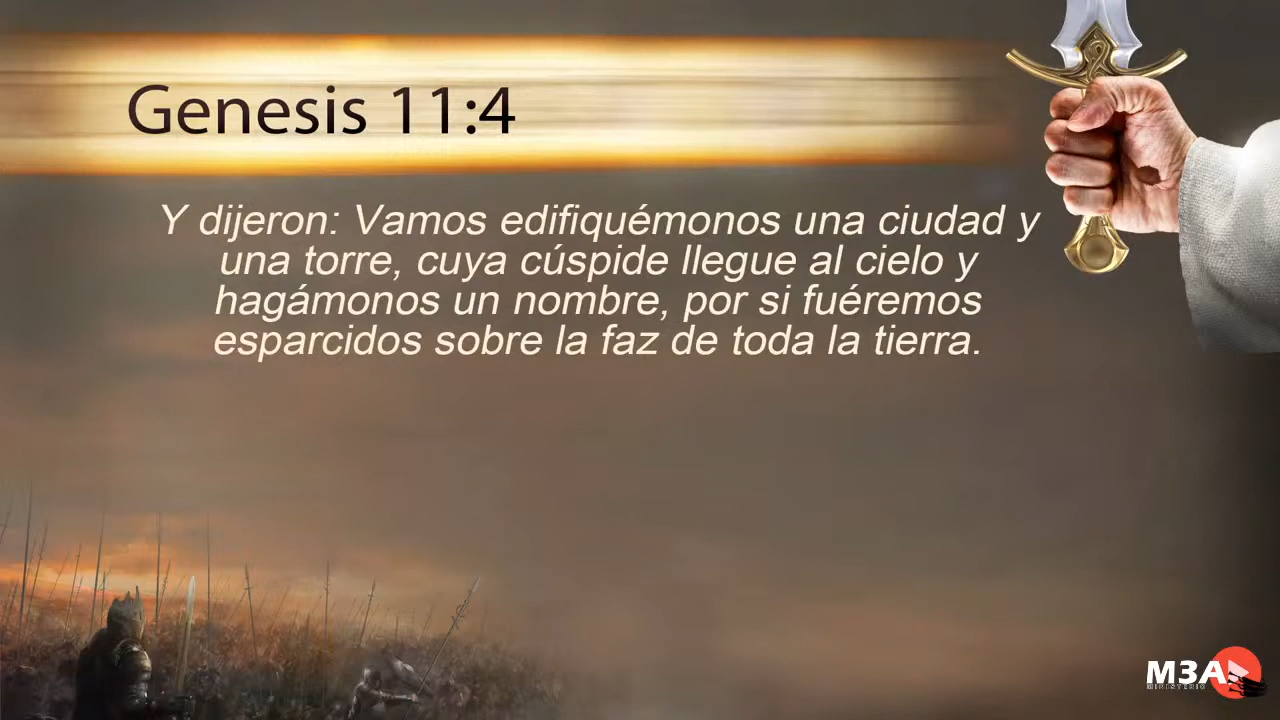 Genesis 11:4
Y dijeron: Vamos edifiquémonos una ciudad y
una torre, cuya cúspide llegue al cielo y
hagámonos un nombre, por si fuéremos
esparcidos sobre la faz de toda la tierra.
M3A
MINISTERIO